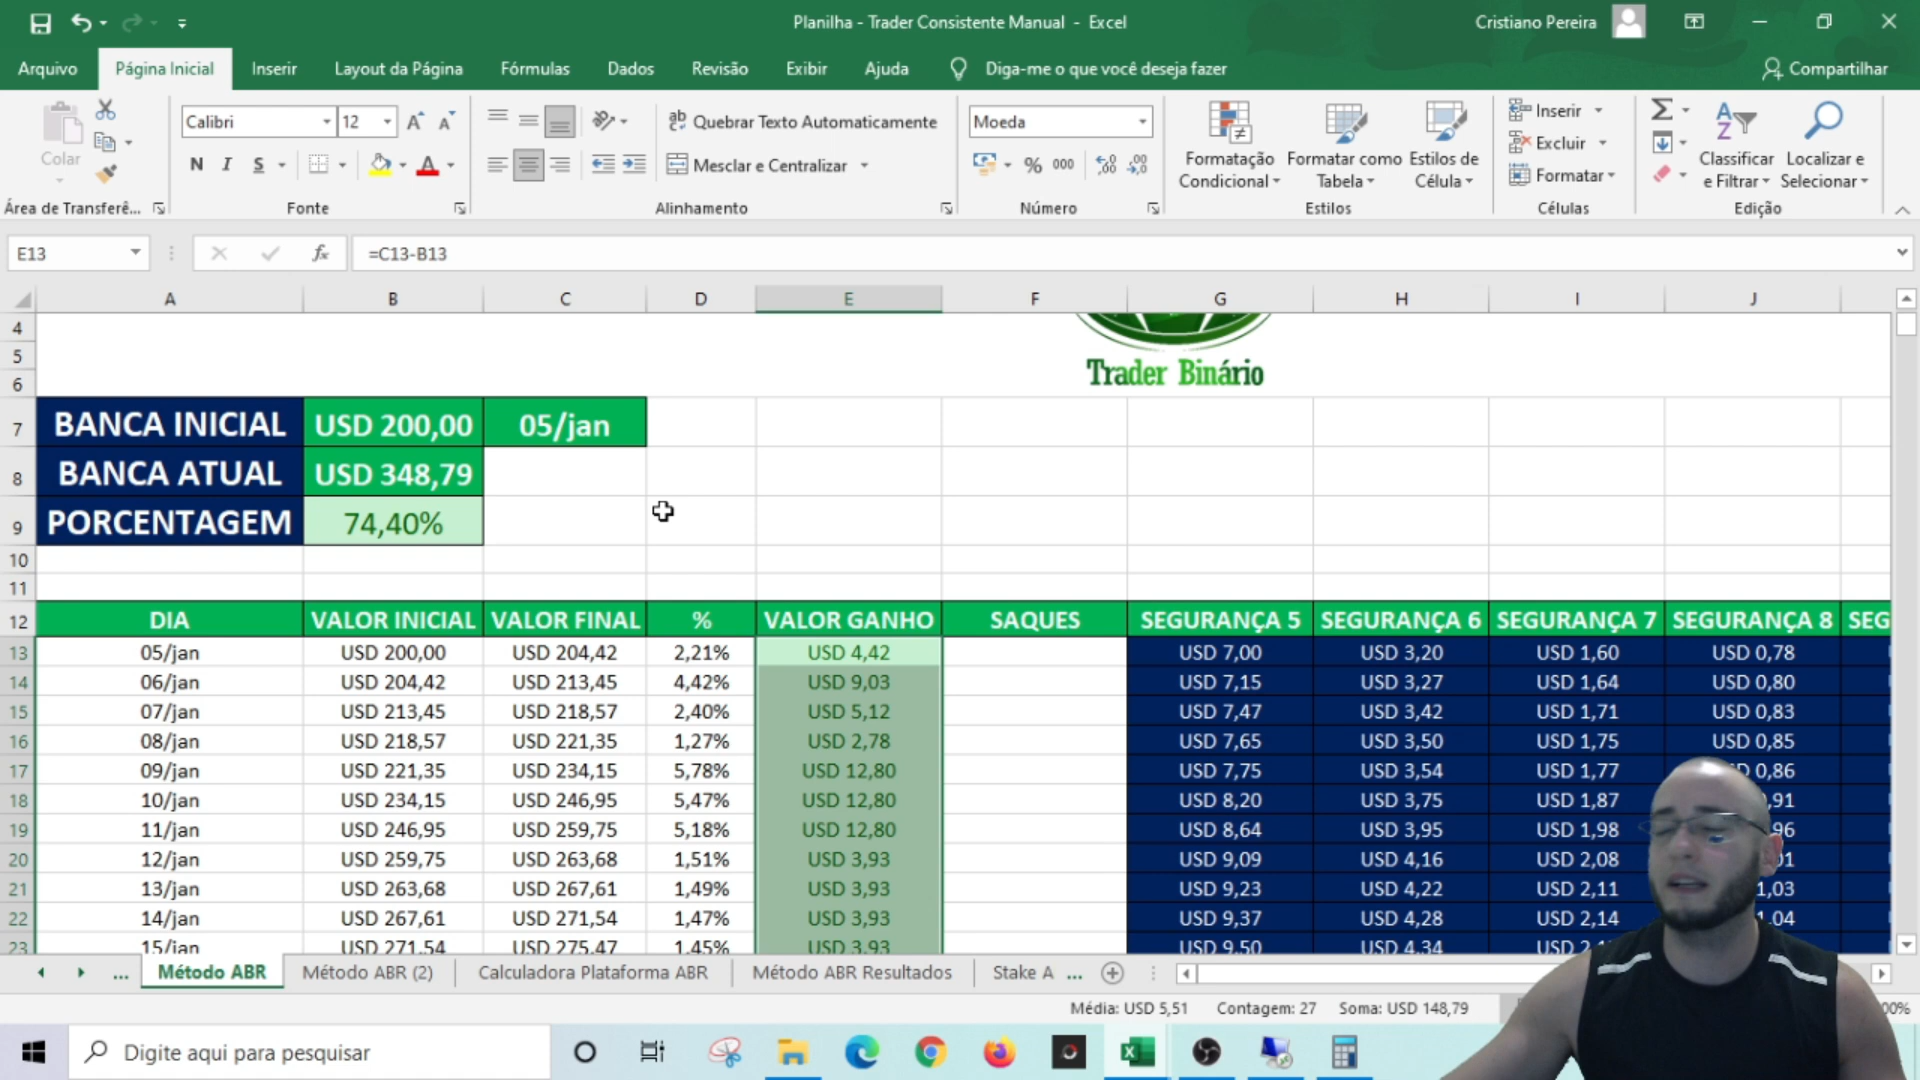 Planilha - Trader Consistente Manual - Excel
Cristiano Pereira
Arquivo Página Inicial Inserir Layout da Página Fórmulas Dados Revisão Exibir Ajuda Diga-me o que você deseja fazer Compartilhar
Colar
Área de Transferê...
Calibri 12
N I S
Fonte
Quebrar Texto Automaticamente
Mesclar e Centralizar
Alinhamento
Moeda
% 000
Número
Formatação Condicional
Formatar como Tabela
Estilos de Célula
Estilos
Inserir
Excluir
Formatar
Células
Classificar e Filtrar
Localizar e Selecionar
Edição
E13 fx =C13-B13
A B C D E F G H I J
4
5
6
Trader Binário
7 BANCA INICIAL USD 200,00 05/jan
8 BANCA ATUAL USD 348,79
9 PORCENTAGEM 74,40%
10
11
12 DIA VALOR INICIAL VALOR FINAL % VALOR GANHO SAQUES SEGURANÇA 5 SEGURANÇA 6 SEGURANÇA 7 SEGURANÇA 8 SEG
13 05/jan USD 200,00 USD 204,42 2,21% USD 4,42 USD 7,00 USD 3,20 USD 1,60 USD 0,78
14 06/jan USD 204,42 USD 213,45 4,42% USD 9,03 USD 7,15 USD 3,27 USD 1,64 USD 0,80
15 07/jan USD 213,45 USD 218,57 2,40% USD 5,12 USD 7,47 USD 3,42 USD 1,71 USD 0,83
16 08/jan USD 218,57 USD 221,35 1,27% USD 2,78 USD 7,65 USD 3,50 USD 1,75 USD 0,85
17 09/jan USD 221,35 USD 234,15 5,78% USD 12,80 USD 7,75 USD 3,54 USD 1,77 0,86
18 10/jan USD 234,15 USD 246,95 5,47% USD 12,80 USD 8,20 USD 3,75 USD 1,87
19 11/jan USD 246,95 USD 259,75 5,18% USD 12,80 USD 8,64 USD 3,95 USD 1,98
20 12/jan USD 259,75 USD 263,68 1,51% USD 3,93 USD 9,09 USD 4,16 USD 2,08
21 13/jan USD 263,68 USD 267,61 1,49% USD 3,93 USD 9,23 USD 4,22 USD 2,11 1,03
22 14/jan USD 267,61 USD 271,54 1,47% USD 3,93 USD 9,37 USD 4,28 USD 2,14 1,04
23 15/jan USD 271,54 USD 275,47 1,45% USD 3,93 USD 9,50 USD 4,34
... Método ABR Método ABR (2) Calculadora Plataforma ABR Método ABR Resultados Stake A ...
Média: USD 5,51 Contagem: 27 Soma: USD 148,79
Digite aqui para pesquisar